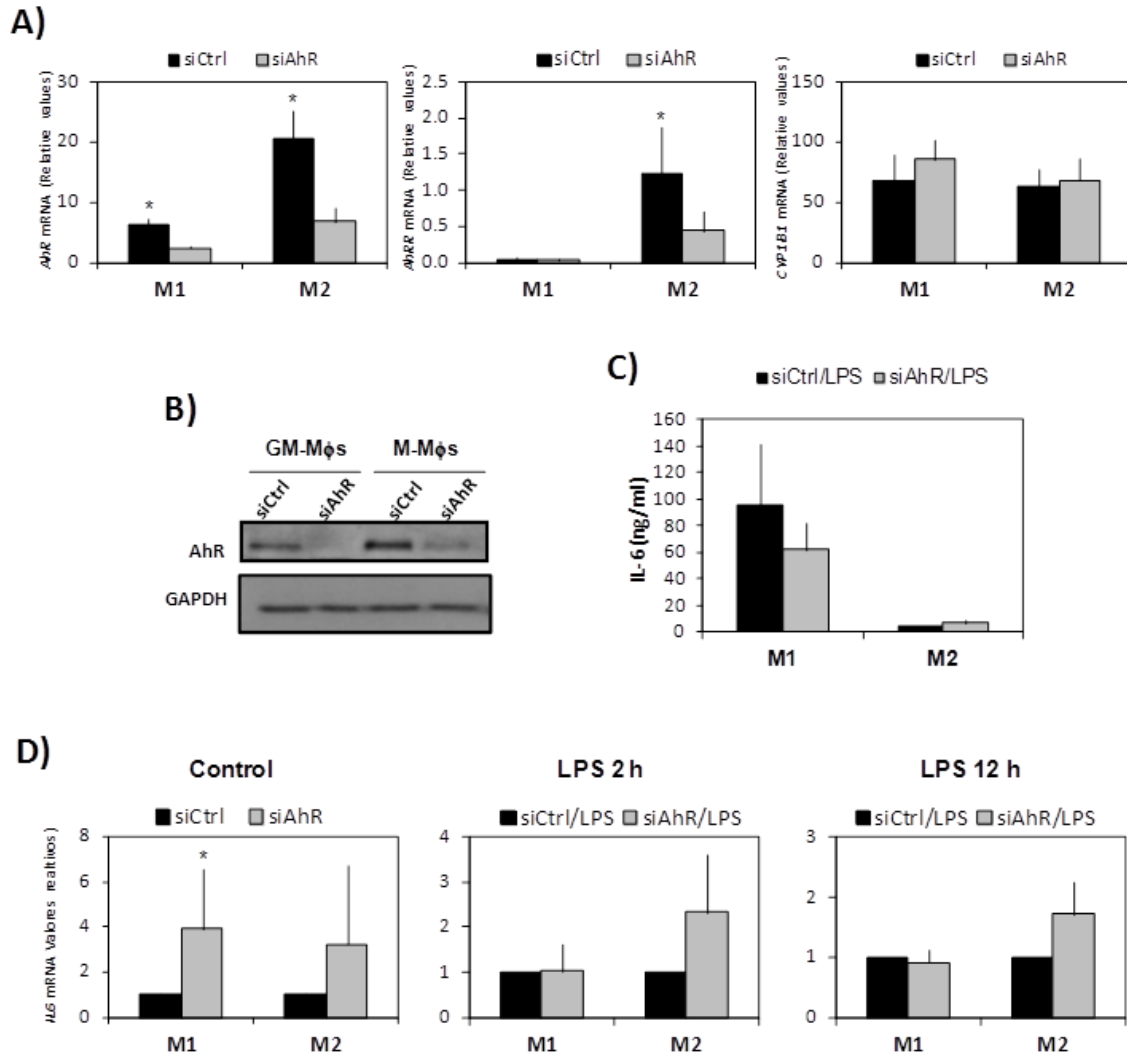 A)
siCtrl siAhR
AhR mRNA (Relative values)
30
20
10
0
*
*
M1 M2
siCtrl siAhR
AhRR mRNA (Relative values)
2.5
2.0
1.5
1.0
0.5
0.0
*
M1 M2
siCtrl siAhR
CYP1B1 mRNA (Relative values)
150
100
50
0
M1 M2
B)
GM-Mϕs M-Mϕs
siCtrl siAhR siCtrl siAhR
AhR
GAPDH
C)
siCtrl/LPS siAhR/LPS
IL-6 (ng/ml)
160
140
120
100
80
60
40
20
0
M1 M2
D)
Control
siCtrl siAhR
IL6 mRNA Valores realtivos)
8
6
4
2
0
*
M1 M2
LPS 2 h
siCtrl/LPS siAhR/LPS
4
3
2
1
0
M1 M2
LPS 12 h
siCtrl/LPS siAhR/LPS
3
2
1
0
M1 M2